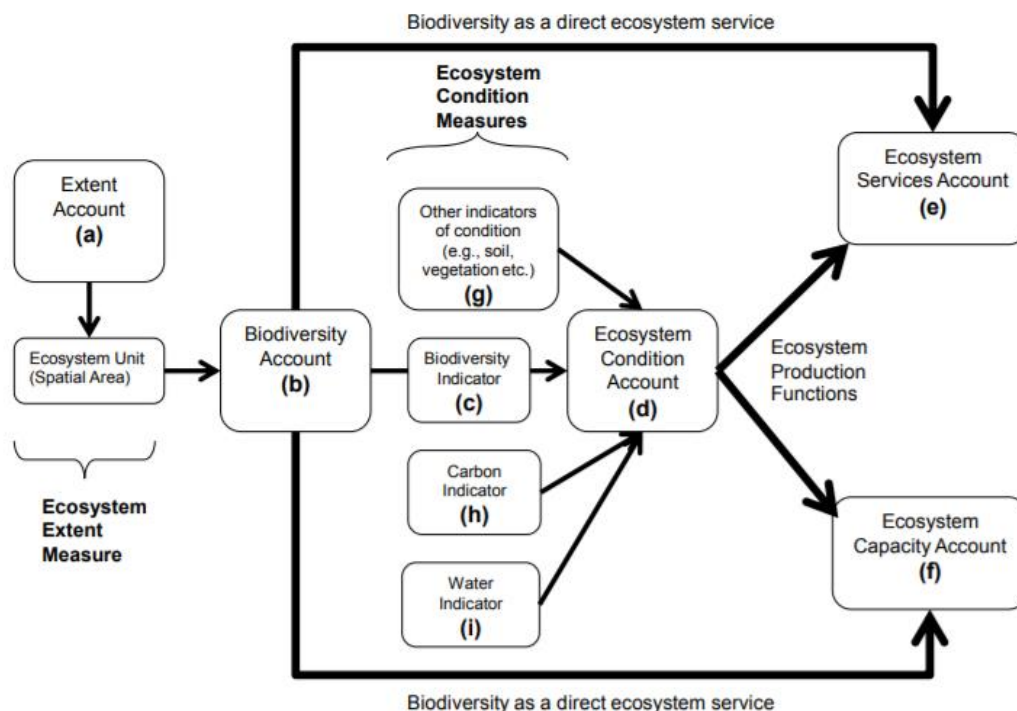 Biodiversity as a direct ecosystem service
Ecosystem
Condition
Measures
Extent
Account
(a)
Ecosystem Unit
(Spatial Area)
Ecosystem
Extent
Measure
Biodiversity
Account
(b)
Other indicators
of condition
(e.g., soil,
vegetation etc.)
(g)
Biodiversity
Indicator
(c)
Carbon
Indicator
(h)
Water
Indicator
(i)
Ecosystem
Condition
Account
(d)
Ecosystem
Production
Functions
Ecosystem
Services Account
(e)
Ecosystem
Capacity Account
(f)
Biodiversity as a direct ecosystem service